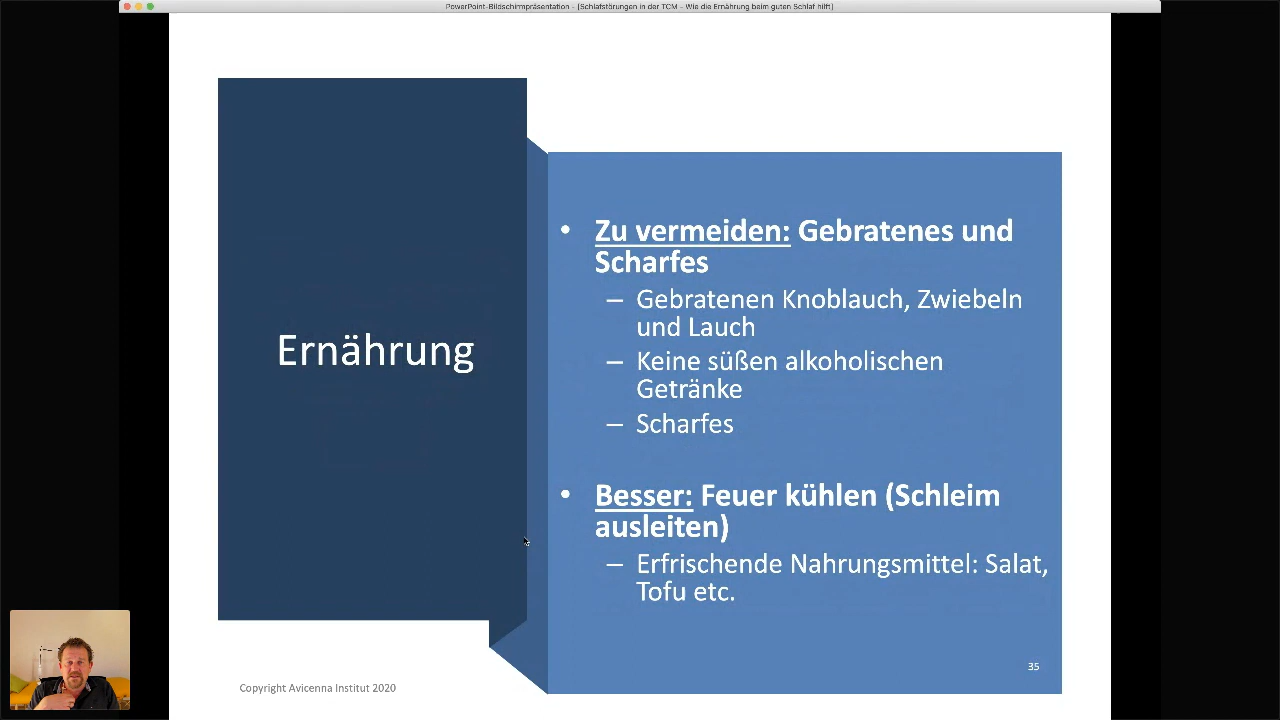 PowerPoint-Bildschirmpräsentation - [Schlafstörungen in der TCM - Wie die Ernährung beim guten Schlaf hilft]
Ernährung
• Zu vermeiden: Gebratenes und
Scharfes
– Gebratenen Knoblauch, Zwiebeln
und Lauch
– Keine süßen alkoholischen
Getränke
– Scharfes
• Besser: Feuer kühlen (Schleim
ausleiten)
– Erfrischende Nahrungsmittel: Salat,
Tofu etc.
35
Copyright Avicenna Institut 2020